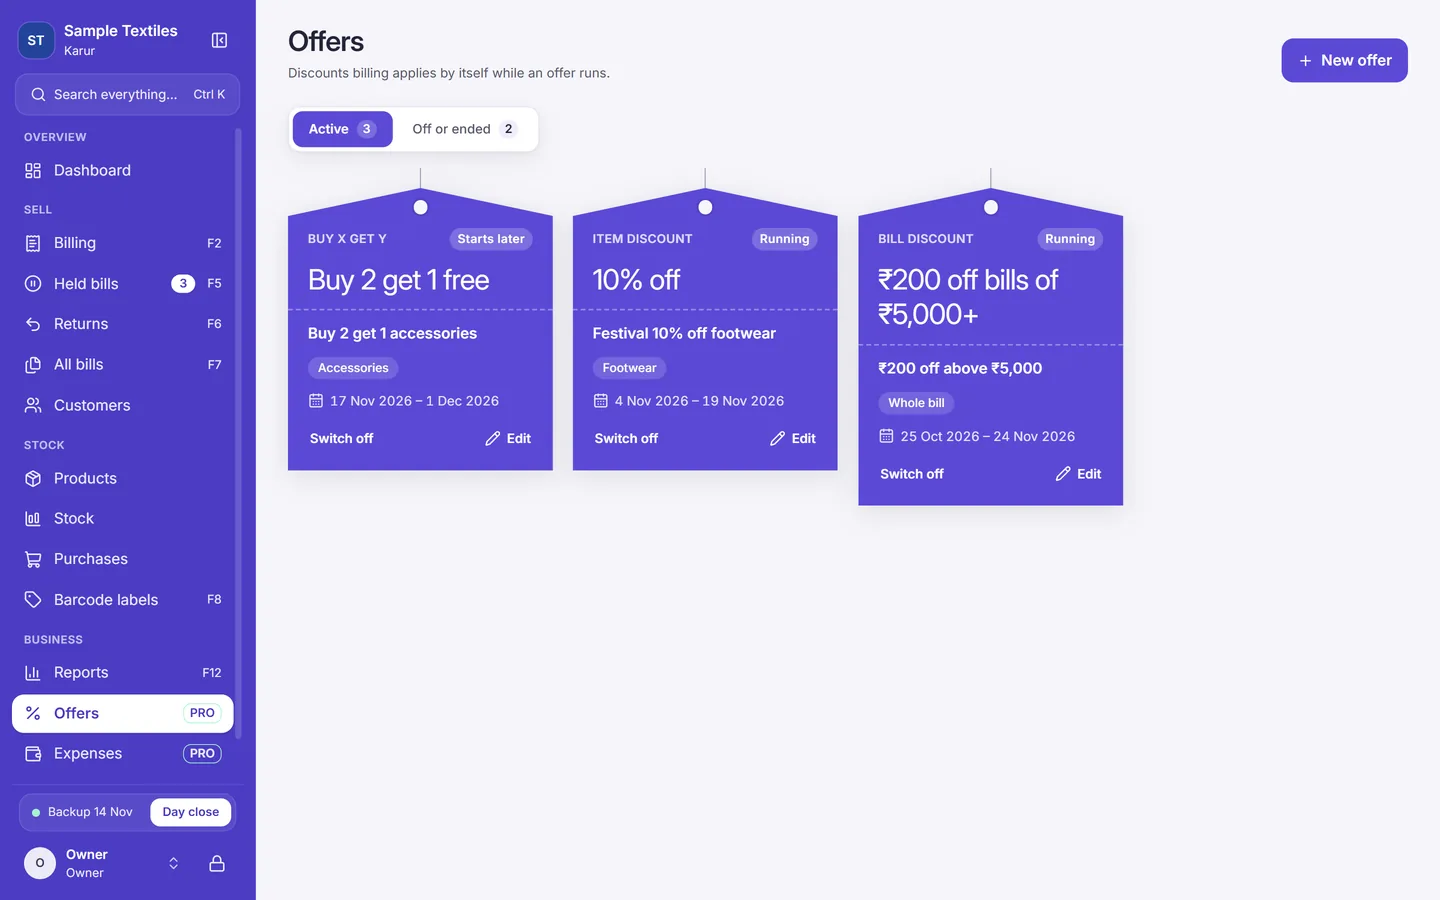 ST
Sample Textiles
Karur
Search everything... Ctrl K
OVERVIEW
Dashboard
SELL
Billing F2
Held bills 3 F5
Returns F6
All bills F7
Customers
STOCK
Products
Stock
Purchases
Barcode labels F8
BUSINESS
Reports F12
Offers PRO
Expenses PRO
Backup 14 Nov Day close
O
Owner
Owner
Offers
Discounts billing applies by itself while an offer runs.
+ New offer
Active 3 Off or ended 2
BUY X GET Y Starts later
Buy 2 get 1 free
Buy 2 get 1 accessories
Accessories
17 Nov 2026 – 1 Dec 2026
Switch off Edit
ITEM DISCOUNT Running
10% off
Festival 10% off footwear
Footwear
4 Nov 2026 – 19 Nov 2026
Switch off Edit
BILL DISCOUNT Running
₹200 off bills of
₹5,000+
₹200 off above ₹5,000
Whole bill
25 Oct 2026 – 24 Nov 2026
Switch off Edit